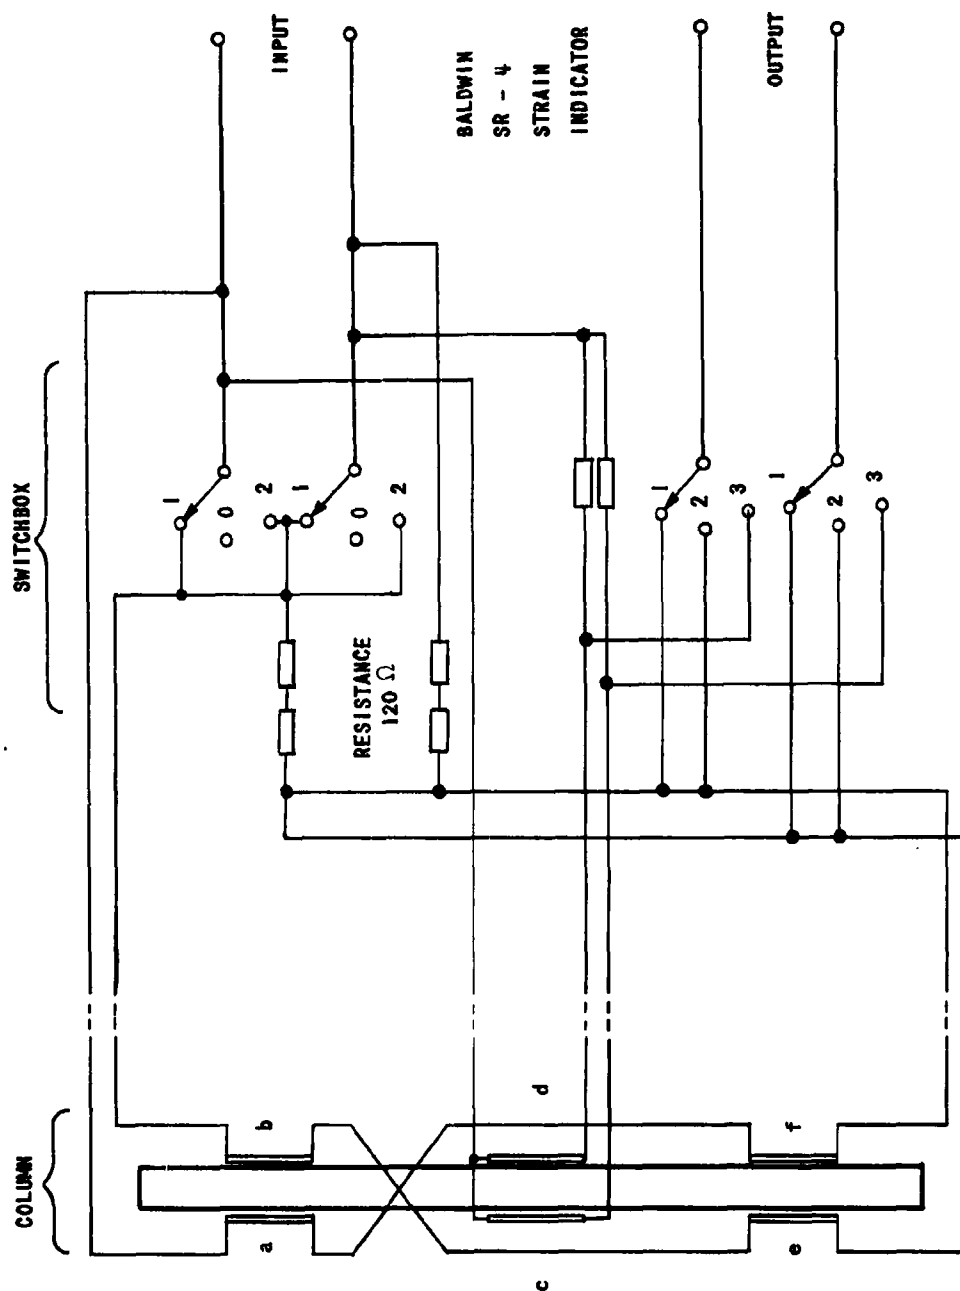 COLUMN
SWITCHBOX
a
b
c
d
e
f
1
0
2
1
0
2
RESISTANCE
120 Ω
1
2
3
1
2
3
INPUT
BALDWIN
SR - 4
STRAIN
INDICATOR
OUTPUT